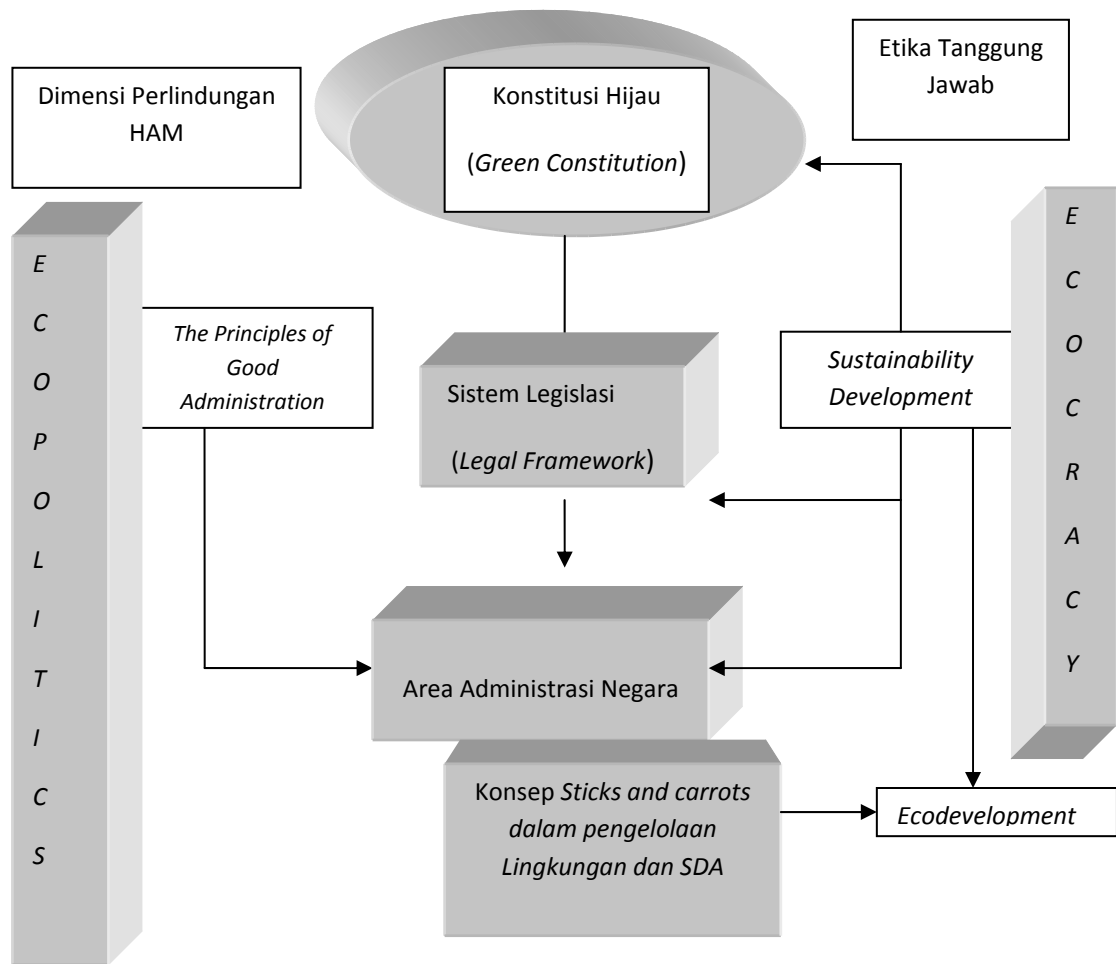 Dimensi Perlindungan
HAM
Konstitusi Hijau
(Green Constitution)
Etika Tanggung
Jawab
E
C
O
P
O
L
I
T
I
C
S
The Principles of
Good
Administration
Sistem Legislasi
(Legal Framework)
Sustainability
Development
E
C
O
C
R
A
C
Y
Area Administrasi Negara
Konsep Sticks and carrots
dalam pengelolaan
Lingkungan dan SDA
Ecodevelopment